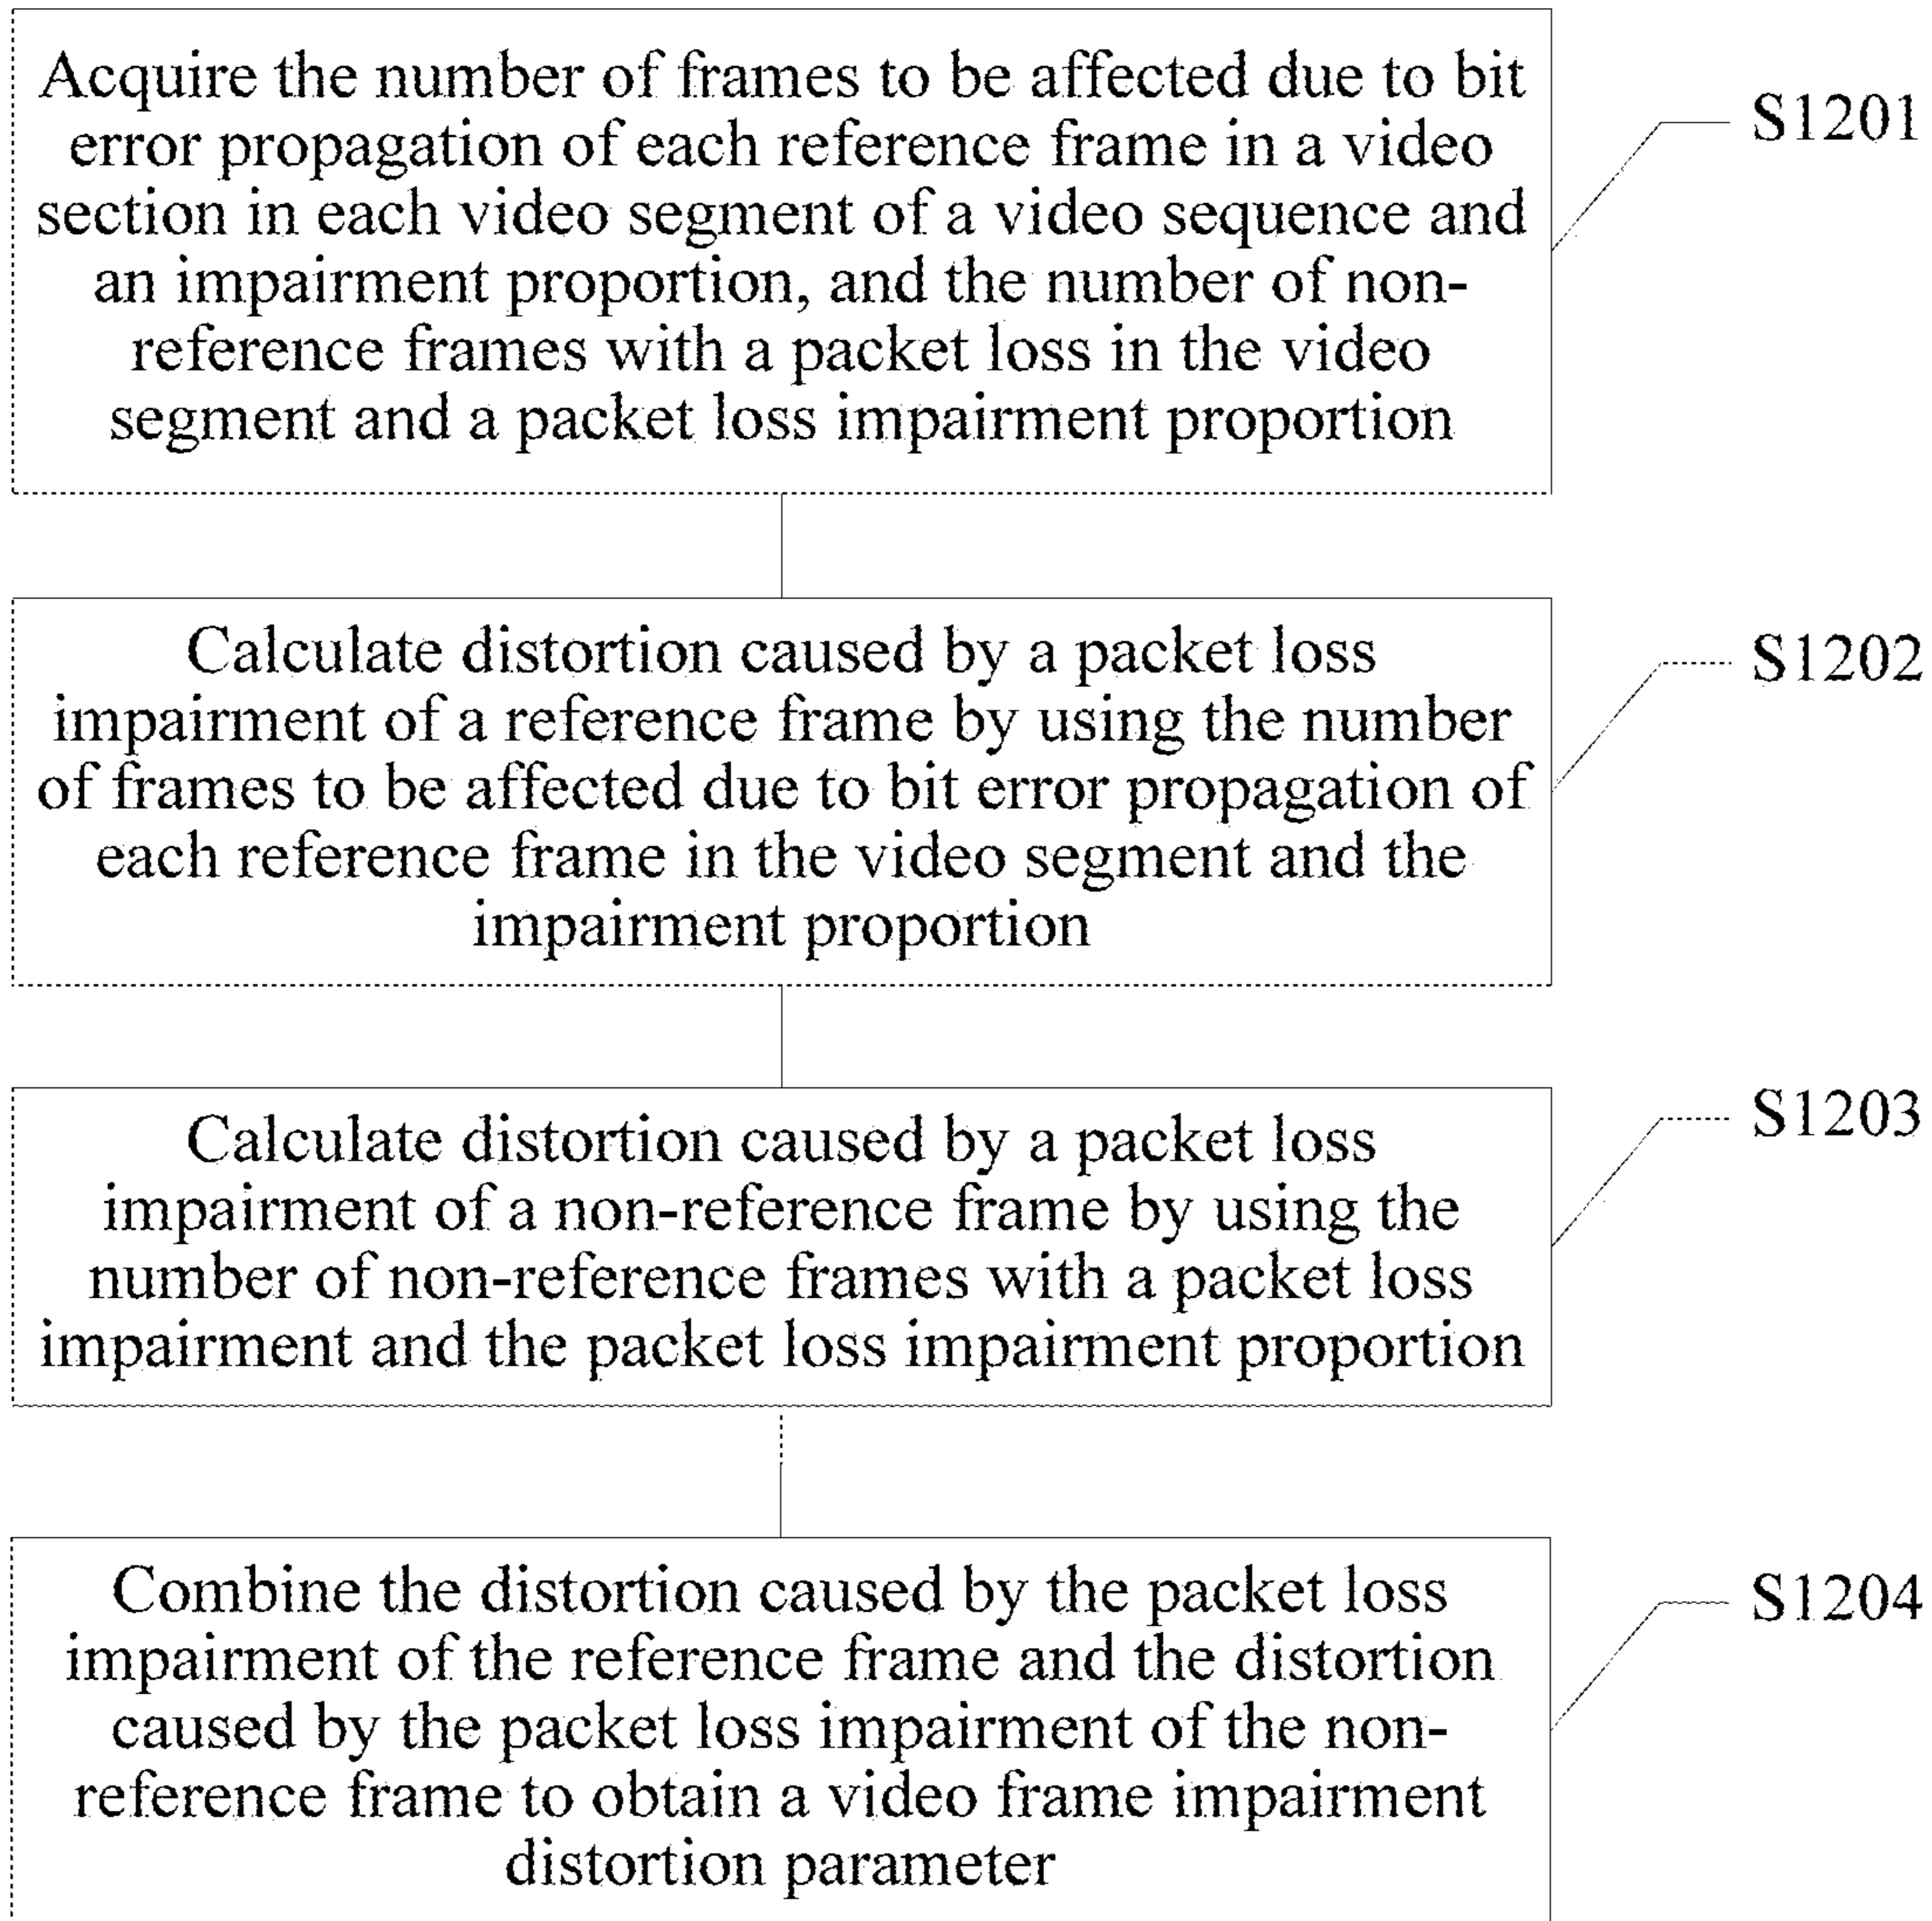 Acquire the number of frames to be affected due to bit
error propagation of each reference frame in a video
section in each video segment of a video sequence and
an impairment proportion, and the number of non-
reference frames with a packet loss in the video
segment and a packet loss impairment proportion
S1201
Calculate distortion caused by a packet loss
impairment of a reference frame by using the number
of frames to be affected due to bit error propagation of
each reference frame in the video segment and the
impairment proportion
S1202
Calculate distortion caused by a packet loss
impairment of a non-reference frame by using the
number of non-reference frames with a packet loss
impairment and the packet loss impairment proportion
S1203
Combine the distortion caused by the packet loss
impairment of the reference frame and the distortion
caused by the packet loss impairment of the non-
reference frame to obtain a video frame impairment
distortion parameter
S1204